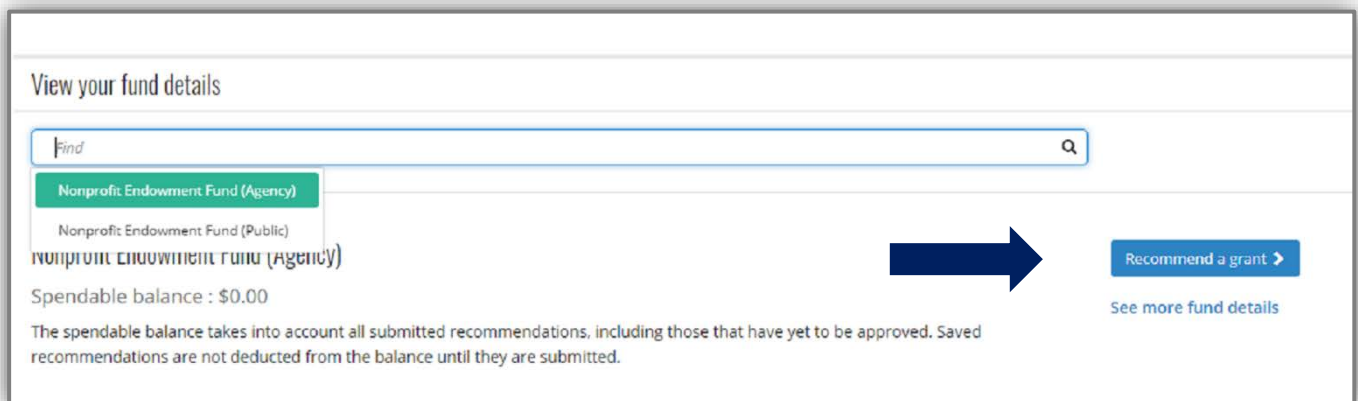 View your fund details
Find
Nonprofit Endowment Fund (Agency)
Nonprofit Endowment Fund (Public)
Nonprofit Endowment Fund (Agency)
Recommend a grant
Spendable balance : $0.00
See more fund details
The spendable balance takes into account all submitted recommendations, including those that have yet to be approved. Saved
recommendations are not deducted from the balance until they are submitted.